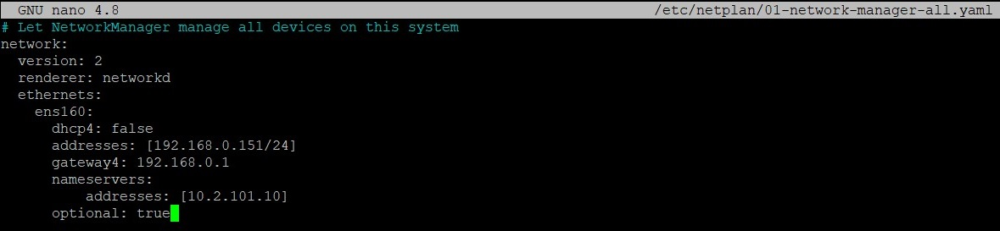 GNU nano 4.8 /etc/netplan/01-network-manager-all.yaml
# Let NetworkManager manage all devices on this system
network:
  version: 2
  renderer: networkd
  ethernets:
    ens160:
      dhcp4: false
      addresses: [192.168.0.151/24]
      gateway4: 192.168.0.1
      nameservers:
          addresses: [10.2.101.10]
      optional: true